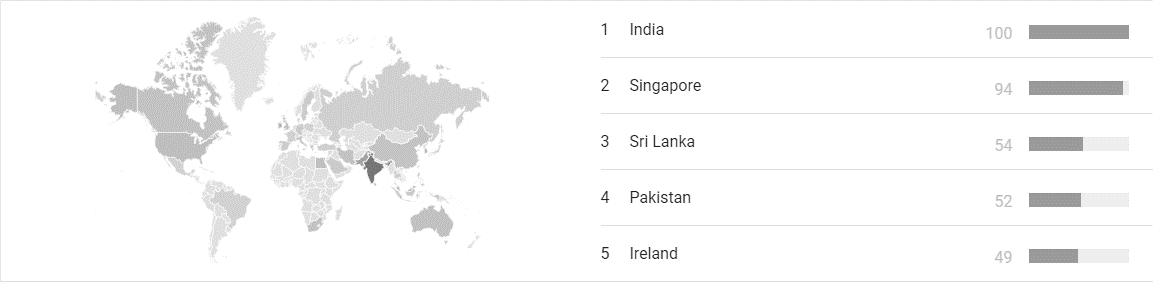 1 India 100
2 Singapore 94
3 Sri Lanka 54
4 Pakistan 52
5 Ireland 49